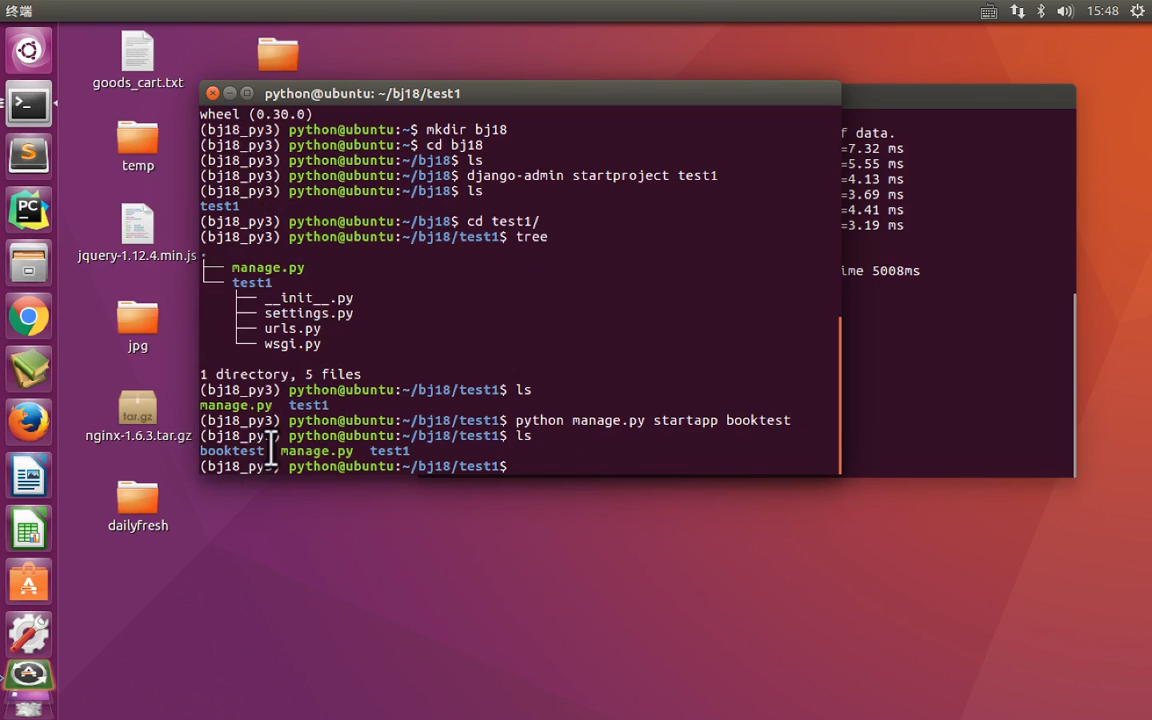 终端
15:48
goods_cart.txt
temp
jquery-1.12.4.min.js
jpg
tar.gz
nginx-1.6.3.tar.gz
dailyfresh
python@ubuntu: ~/bj18/test1
wheel (0.30.0)
(bj18_py3) python@ubuntu:~$ mkdir bj18
(bj18_py3) python@ubuntu:~$ cd bj18
(bj18_py3) python@ubuntu:~/bj18$ ls
(bj18_py3) python@ubuntu:~/bj18$ django-admin startproject test1
(bj18_py3) python@ubuntu:~/bj18$ ls
test1
(bj18_py3) python@ubuntu:~/bj18$ cd test1/
(bj18_py3) python@ubuntu:~/bj18/test1$ tree
.
├── manage.py
└── test1
    ├── __init__.py
    ├── settings.py
    ├── urls.py
    └── wsgi.py
1 directory, 5 files
(bj18_py3) python@ubuntu:~/bj18/test1$ ls
manage.py  test1
(bj18_py3) python@ubuntu:~/bj18/test1$ python manage.py startapp booktest
(bj18_py3) python@ubuntu:~/bj18/test1$ ls
booktest  manage.py  test1
(bj18_py3) python@ubuntu:~/bj18/test1$
f data.
=7.32 ms
=5.55 ms
=4.13 ms
=3.69 ms
=4.41 ms
=3.19 ms
ime 5008ms